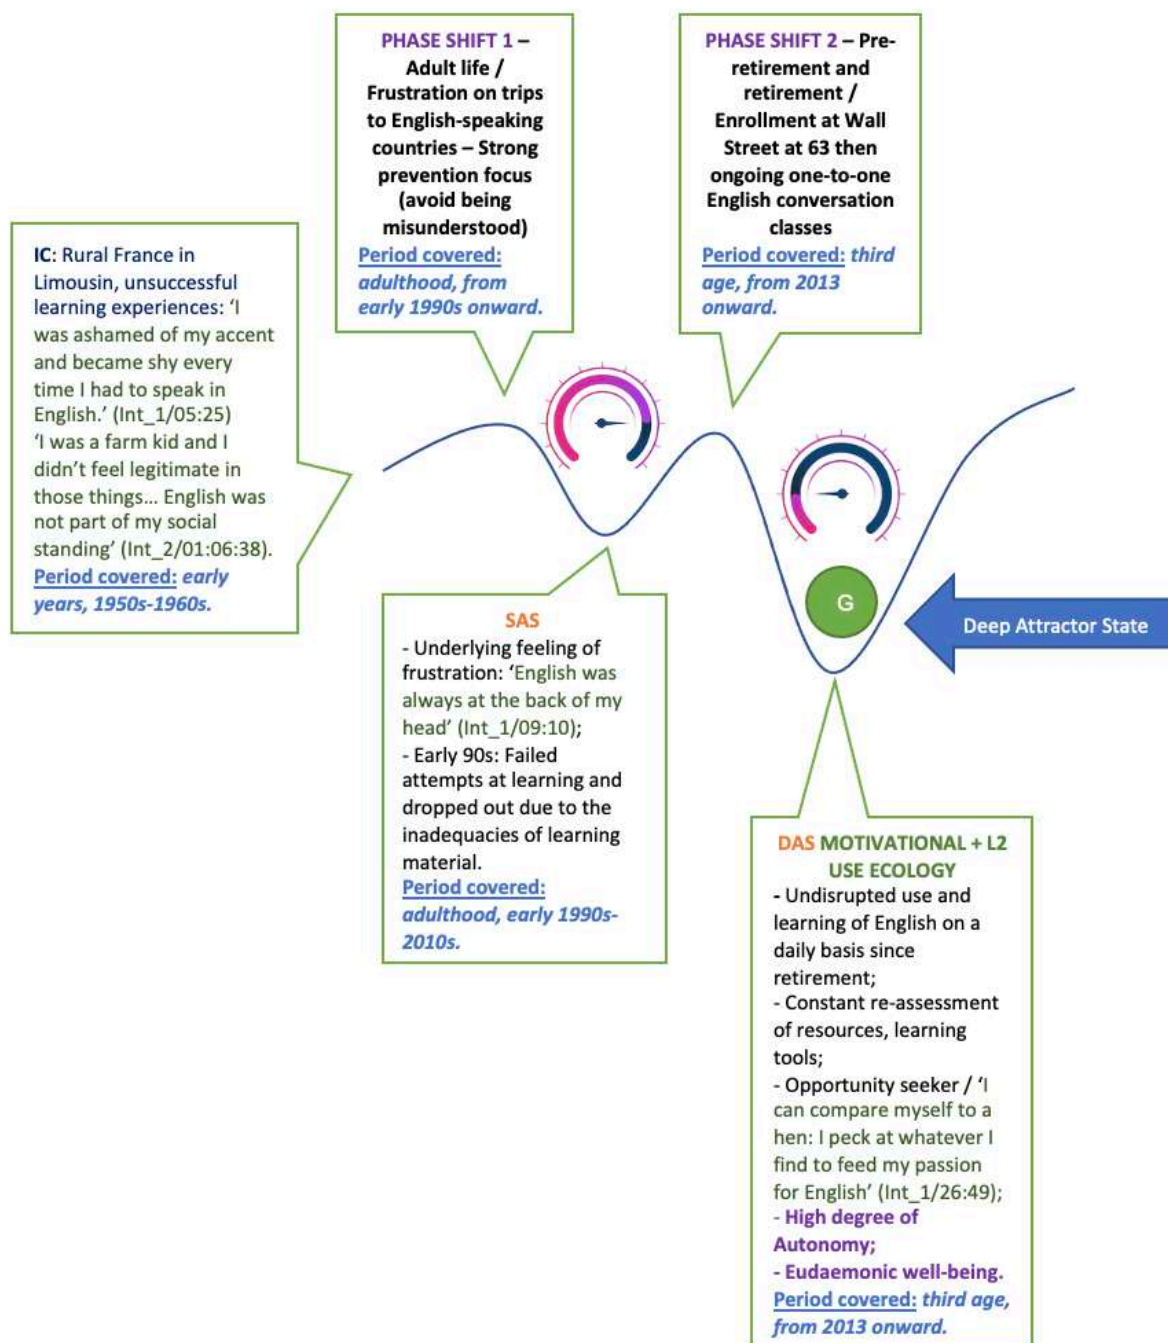 PHASE SHIFT 1 –
Adult life /
Frustration on trips
to English-speaking
countries – Strong
prevention focus
(avoid being
misunderstood)
Period covered:
adulthood, from
early 1990s onward.
PHASE SHIFT 2 – Pre-
retirement and
retirement /
Enrollment at Wall
Street at 63 then
ongoing one-to-one
English conversation
classes
Period covered: third
age, from 2013
onward.
IC: Rural France in
Limousin, unsuccessful
learning experiences: ‘I
was ashamed of my accent
and became shy every
time I had to speak in
English.’ (Int_1/05:25)
‘I was a farm kid and I
didn’t feel legitimate in
those things... English was
not part of my social
standing’ (Int_2/01:06:38).
Period covered: early
years, 1950s-1960s.
SAS
- Underlying feeling of
frustration: ‘English was
always at the back of my
head’ (Int_1/09:10);
- Early 90s: Failed
attempts at learning and
dropped out due to the
inadequacies of learning
material.
Period covered:
adulthood, early 1990s-
2010s.
G
Deep Attractor State
DAS MOTIVATIONAL + L2
USE ECOLOGY
- Undisrupted use and
learning of English on a
daily basis since
retirement;
- Constant re-assessment
of resources, learning
tools;
- Opportunity seeker / ‘I
can compare myself to a
hen: I peck at whatever I
find to feed my passion
for English’ (Int_1/26:49);
- High degree of
Autonomy;
- Eudaemonic well-being.
Period covered: third age,
from 2013 onward.